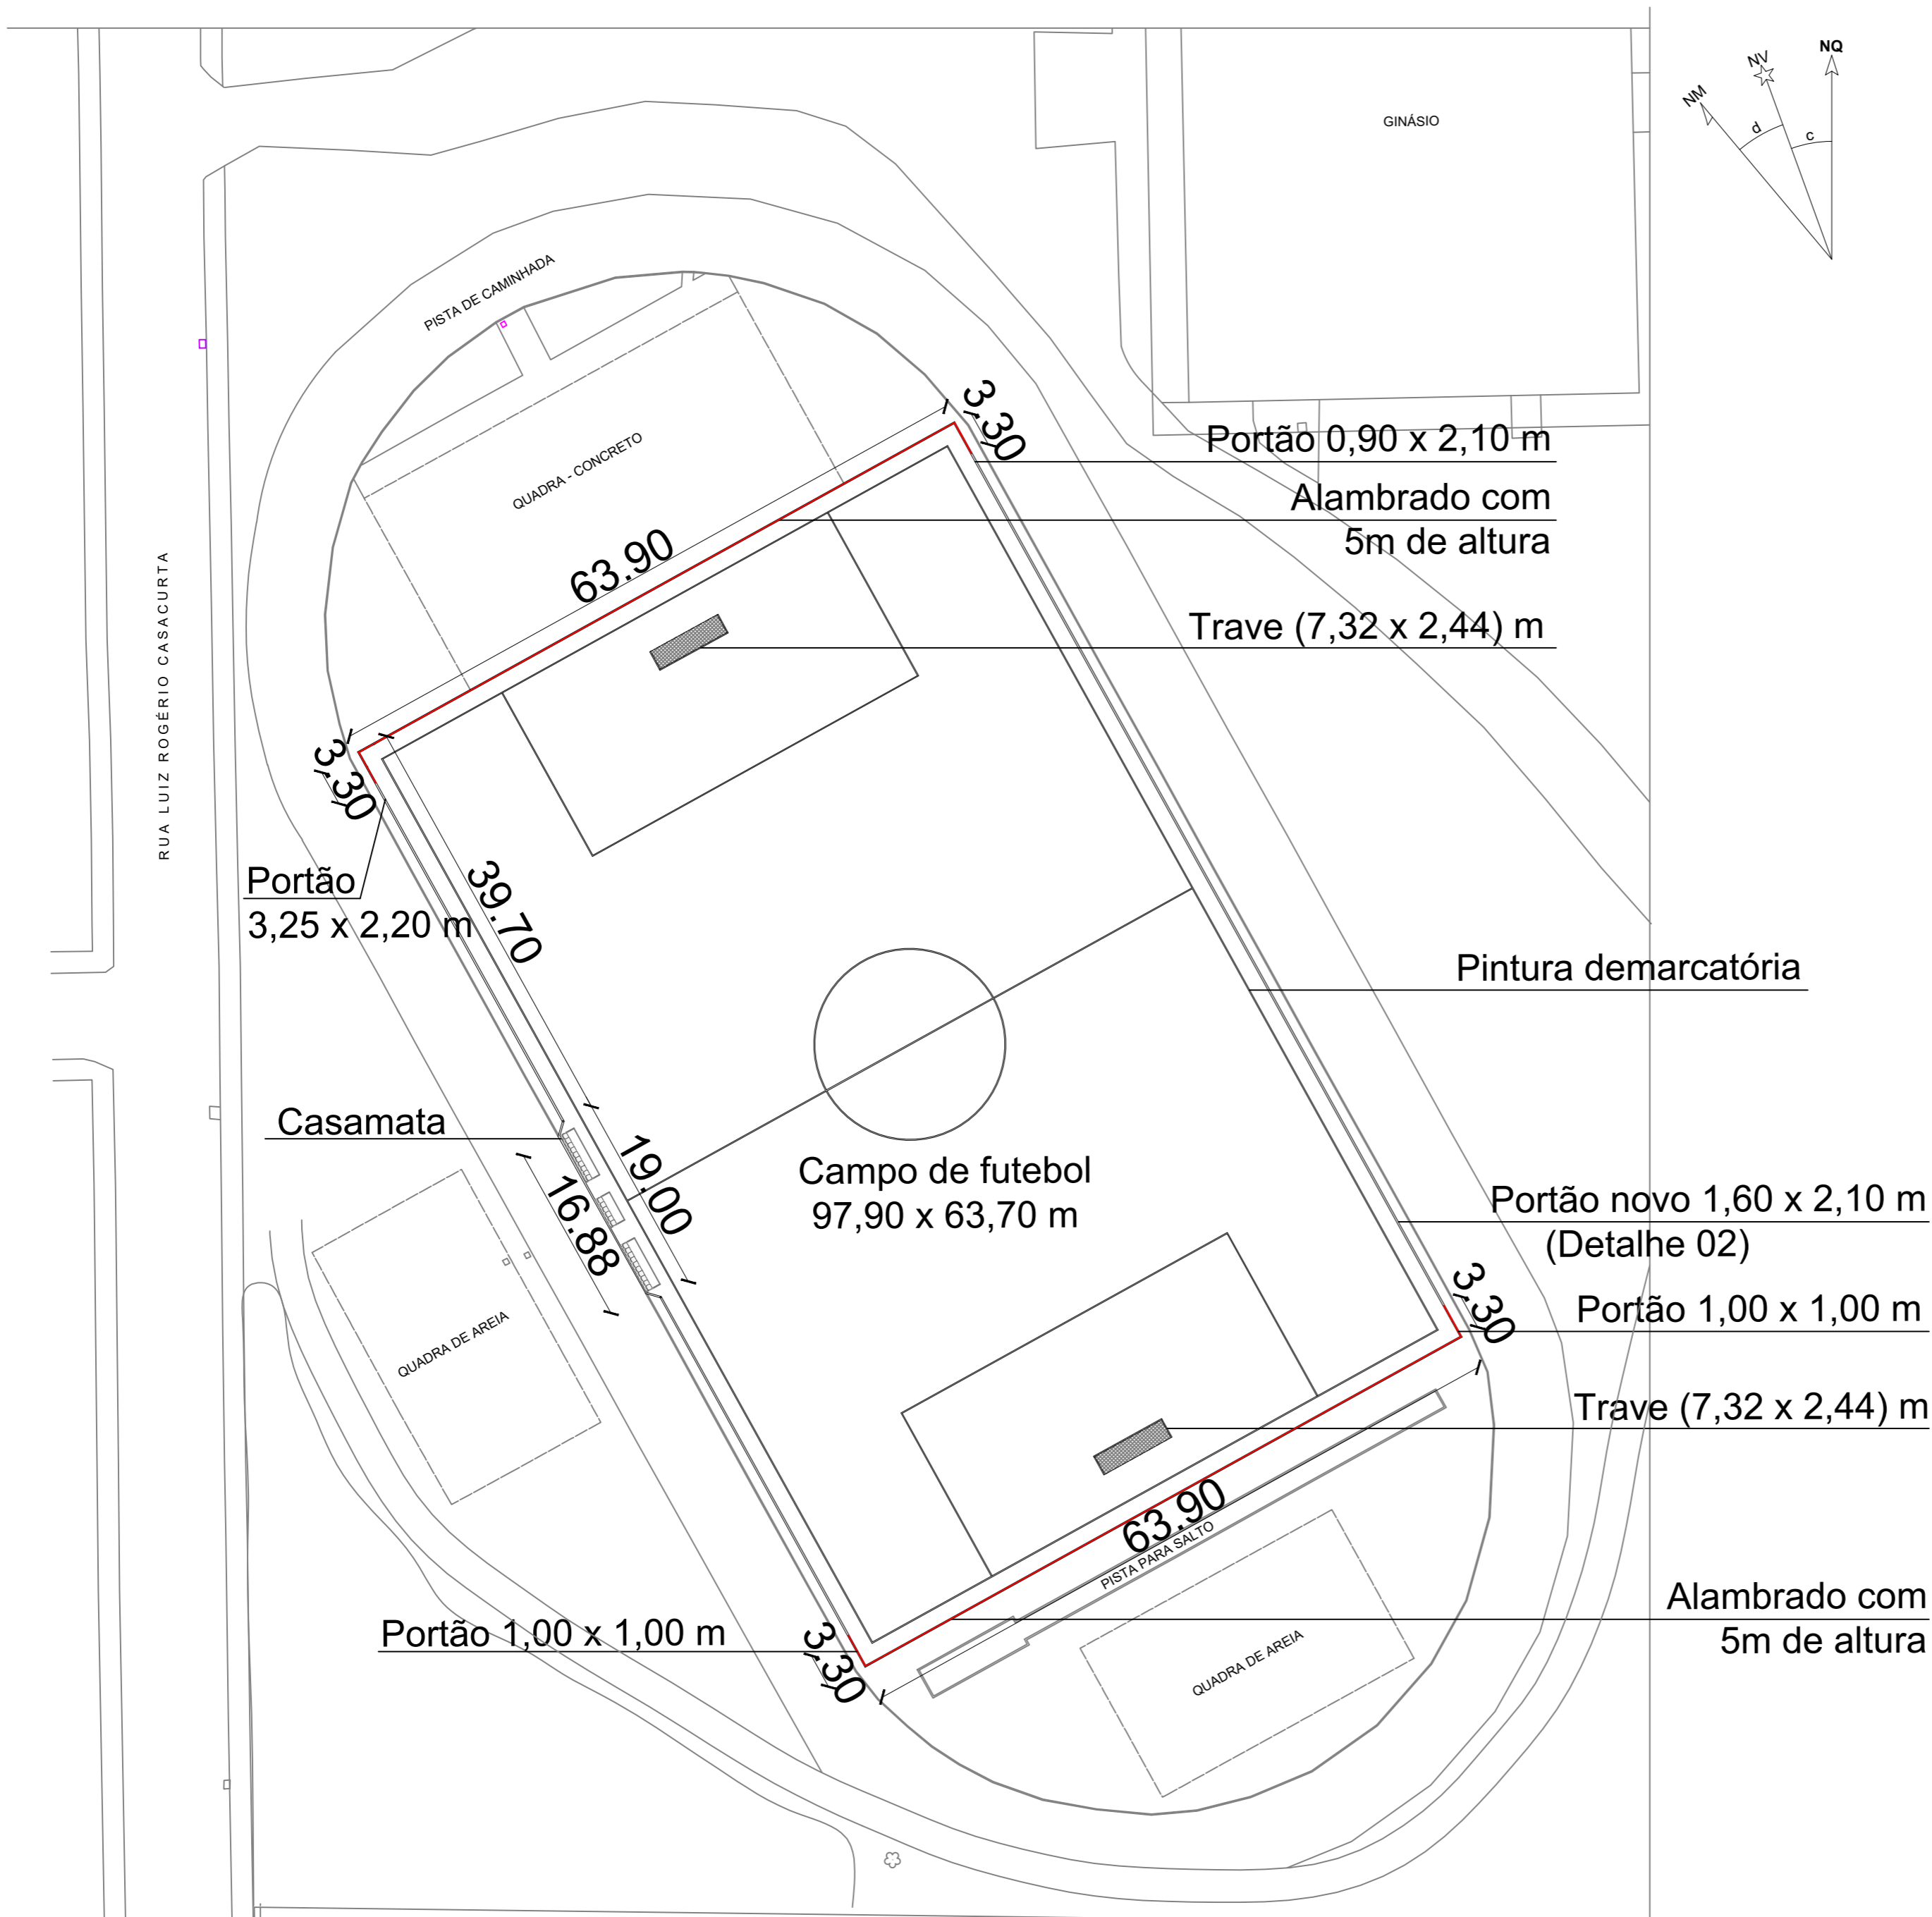 NQ
NV
NM
d
c
GINÁSIO
PISTA DE CAMINHADA
QUADRA - CONCRETO
3,30
Portão 0,90 x 2,10 m
Alambrado com
5m de altura
63.90
Trave (7,32 x 2,44) m
RUA LUIZ ROGÉRIO CASACURTA
3,30
Portão
3,25 x 2,20 m
39.70
Pintura demarcatória
Casamata
19.00
16.88
Campo de futebol
97,90 x 63,70 m
Portão novo 1,60 x 2,10 m
(Detalhe 02)
3,30
Portão 1,00 x 1,00 m
QUADRA DE AREIA
Trave (7,32 x 2,44) m
63.90
PISTA PARA SALTO
Alambrado com
5m de altura
Portão 1,00 x 1,00 m
3,30
QUADRA DE AREIA